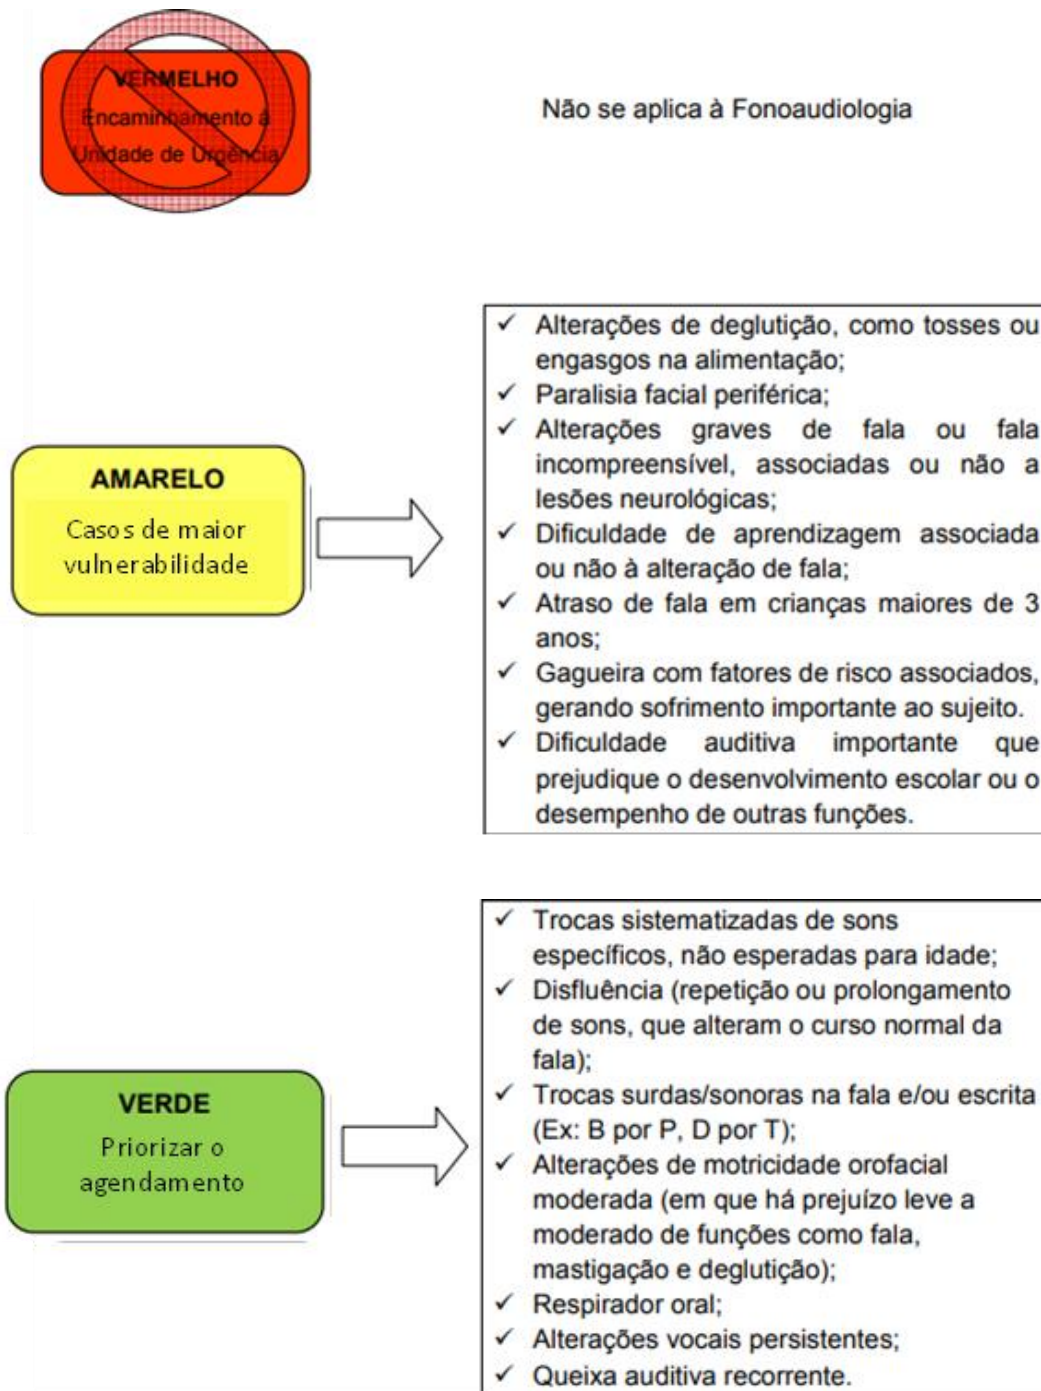 VERMELHO
Encaminhamento á
Unidade de Urgência
Não se aplica à Fonoaudiologia
AMARELO
Casos de maior
vulnerabilidade
✓ Alterações de deglutição, como tosses ou
engasgos na alimentação;
✓ Paralisia facial periférica;
✓ Alterações graves de fala ou fala
incompreensível, associadas ou não a
lesões neurológicas;
✓ Dificuldade de aprendizagem associada
ou não à alteração de fala;
✓ Atraso de fala em crianças maiores de 3
anos;
✓ Gagueira com fatores de risco associados,
gerando sofrimento importante ao sujeito.
✓ Dificuldade auditiva importante que
prejudique o desenvolvimento escolar ou o
desempenho de outras funções.
VERDE
Priorizar o
agendamento
✓ Trocas sistematizadas de sons
específicos, não esperadas para idade;
✓ Disfluência (repetição ou prolongamento
de sons, que alteram o curso normal da
fala);
✓ Trocas surdas/sonoras na fala e/ou escrita
(Ex: B por P, D por T);
✓ Alterações de motricidade orofacial
moderada (em que há prejuízo leve a
moderado de funções como fala,
mastigação e deglutição);
✓ Respirador oral;
✓ Alterações vocais persistentes;
✓ Queixa auditiva recorrente.